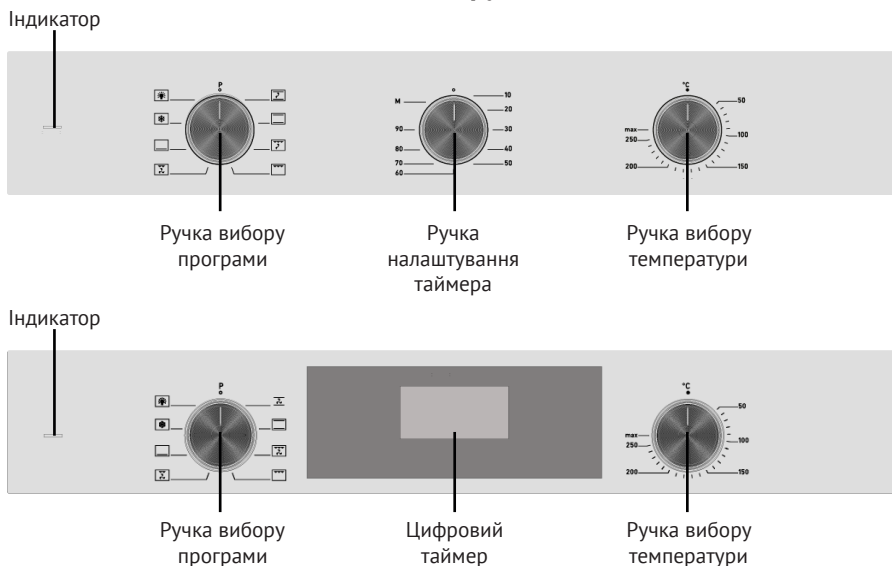 Індикатор
P
M
10
20
30
40
50
60
70
80
90
°C
50
100
150
200
250
max
Ручка вибору
програми
Ручка
налаштування
таймера
Ручка вибору
температури
Індикатор
P
°C
50
100
150
200
250
max
Ручка вибору
програми
Цифровий
таймер
Ручка вибору
температури